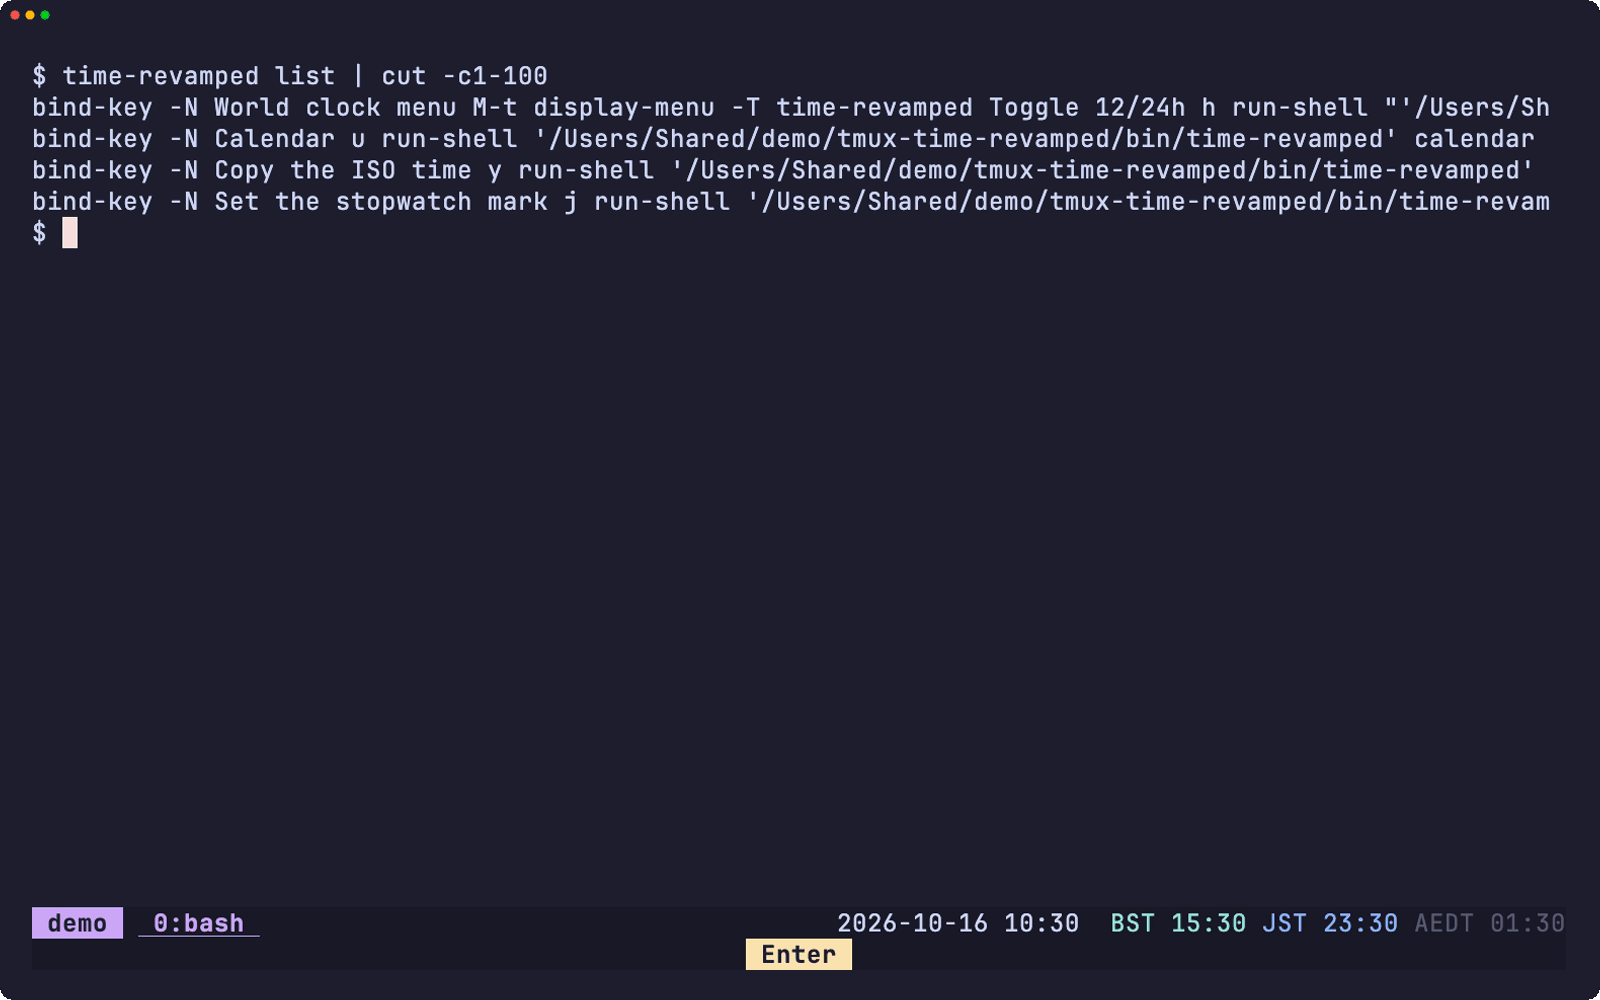 $ time-revamped list | cut -c1-100
bind-key -N World clock menu M-t display-menu -T time-revamped Toggle 12/24h h run-shell "'/Users/Sh
bind-key -N Calendar u run-shell '/Users/Shared/demo/tmux-time-revamped/bin/time-revamped' calendar
bind-key -N Copy the ISO time y run-shell '/Users/Shared/demo/tmux-time-revamped/bin/time-revamped'
bind-key -N Set the stopwatch mark j run-shell '/Users/Shared/demo/tmux-time-revamped/bin/time-revam
$
demo 0:bash 2026-10-16 10:30 BST 15:30 JST 23:30 AEDT 01:30
Enter